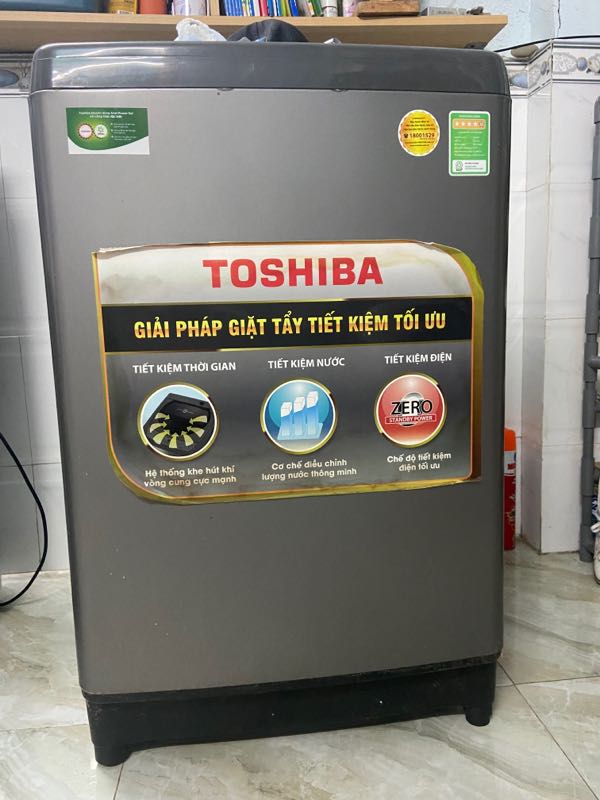 18001529
TOSHIBA
GIẢI PHÁP GIẶT TẨY TIẾT KIỆM TỐI ƯU
TIẾT KIỆM THỜI GIAN
TIẾT KIỆM NƯỚC
TIẾT KIỆM ĐIỆN
ZERO
STANDBY POWER
Hệ thống khe hút khí
vòng cung cực mạnh
Cơ chế điều chỉnh
lượng nước thông minh
Chế độ tiết kiệm
điện tối ưu